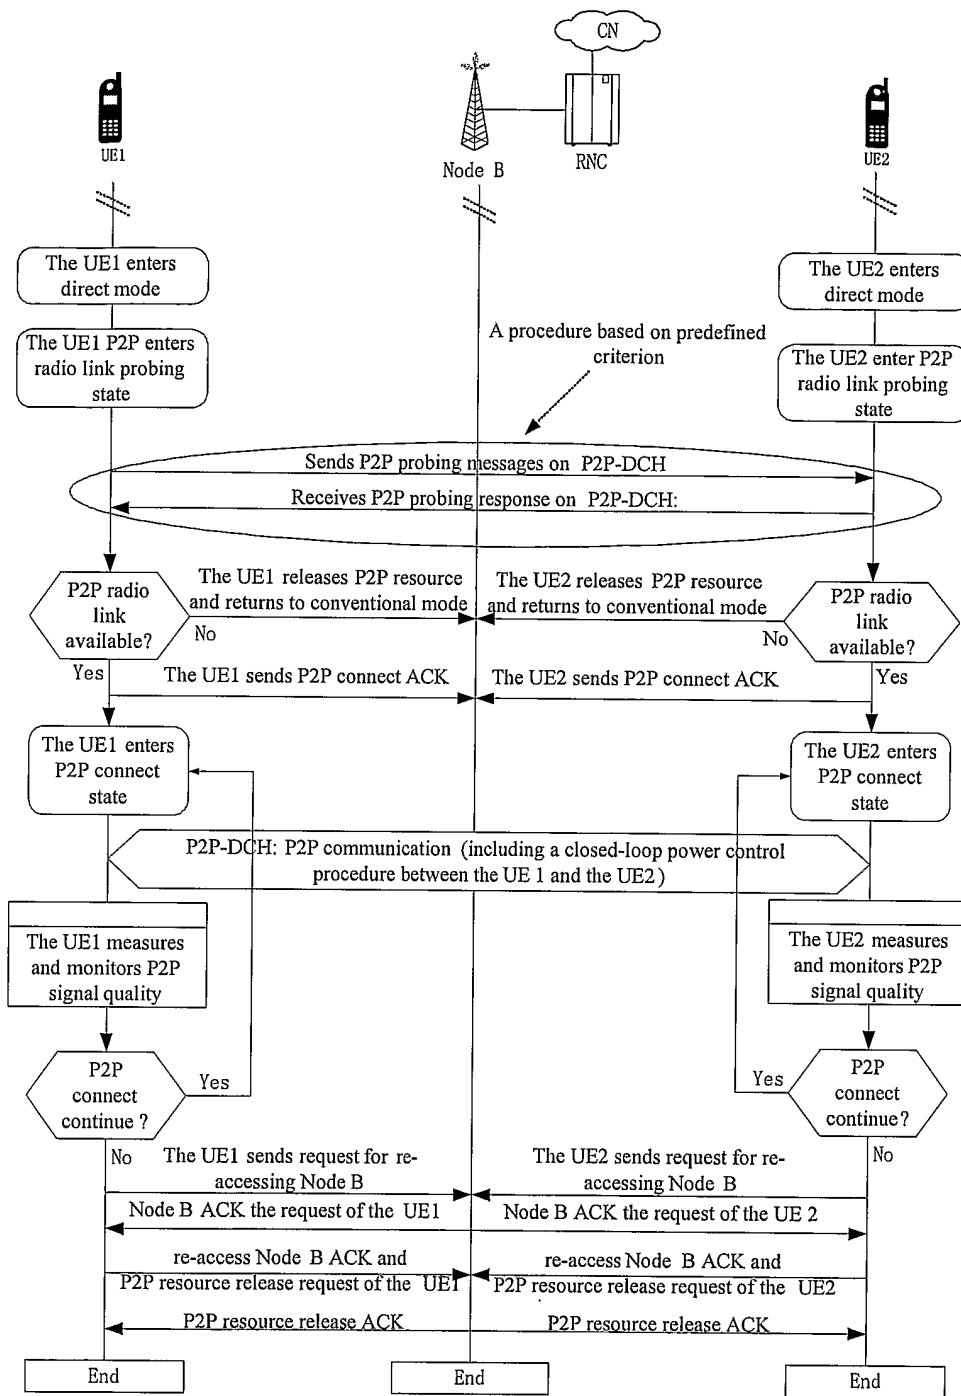 CN
UE1
Node B
RNC
UE2
The UE1 enters
direct mode
The UE2 enters
direct mode
The UE1 P2P enters
radio link probing
state
A procedure based on predefined
criterion
The UE2 enter P2P
radio link probing
state
Sends P2P probing messages on P2P-DCH
Receives P2P probing response on P2P-DCH:
P2P radio
link
available?
The UE1 releases P2P resource
and returns to conventional mode
No
The UE2 releases P2P resource
and returns to conventional mode
No
P2P radio
link
available?
Yes
The UE1 sends P2P connect ACK
The UE2 sends P2P connect ACK
Yes
The UE1 enters
P2P connect
state
The UE2 enters
P2P connect
state
P2P-DCH: P2P communication (including a closed-loop power control
procedure between the UE 1 and the UE2)
The UE1 measures
and monitors P2P
signal quality
The UE2 measures
and monitors P2P
signal quality
P2P
connect
continue ?
Yes
Yes
P2P
connect
continue?
No
The UE1 sends request for re-
accessing Node B
The UE2 sends request for re-
accessing Node B
No
Node B ACK the request of the UE1
Node B ACK the request of the UE 2
re-access Node B ACK and
P2P resource release request of the UE1
re-access Node B ACK and
P2P resource release request of the UE2
P2P resource release ACK
P2P resource release ACK
End
End
End